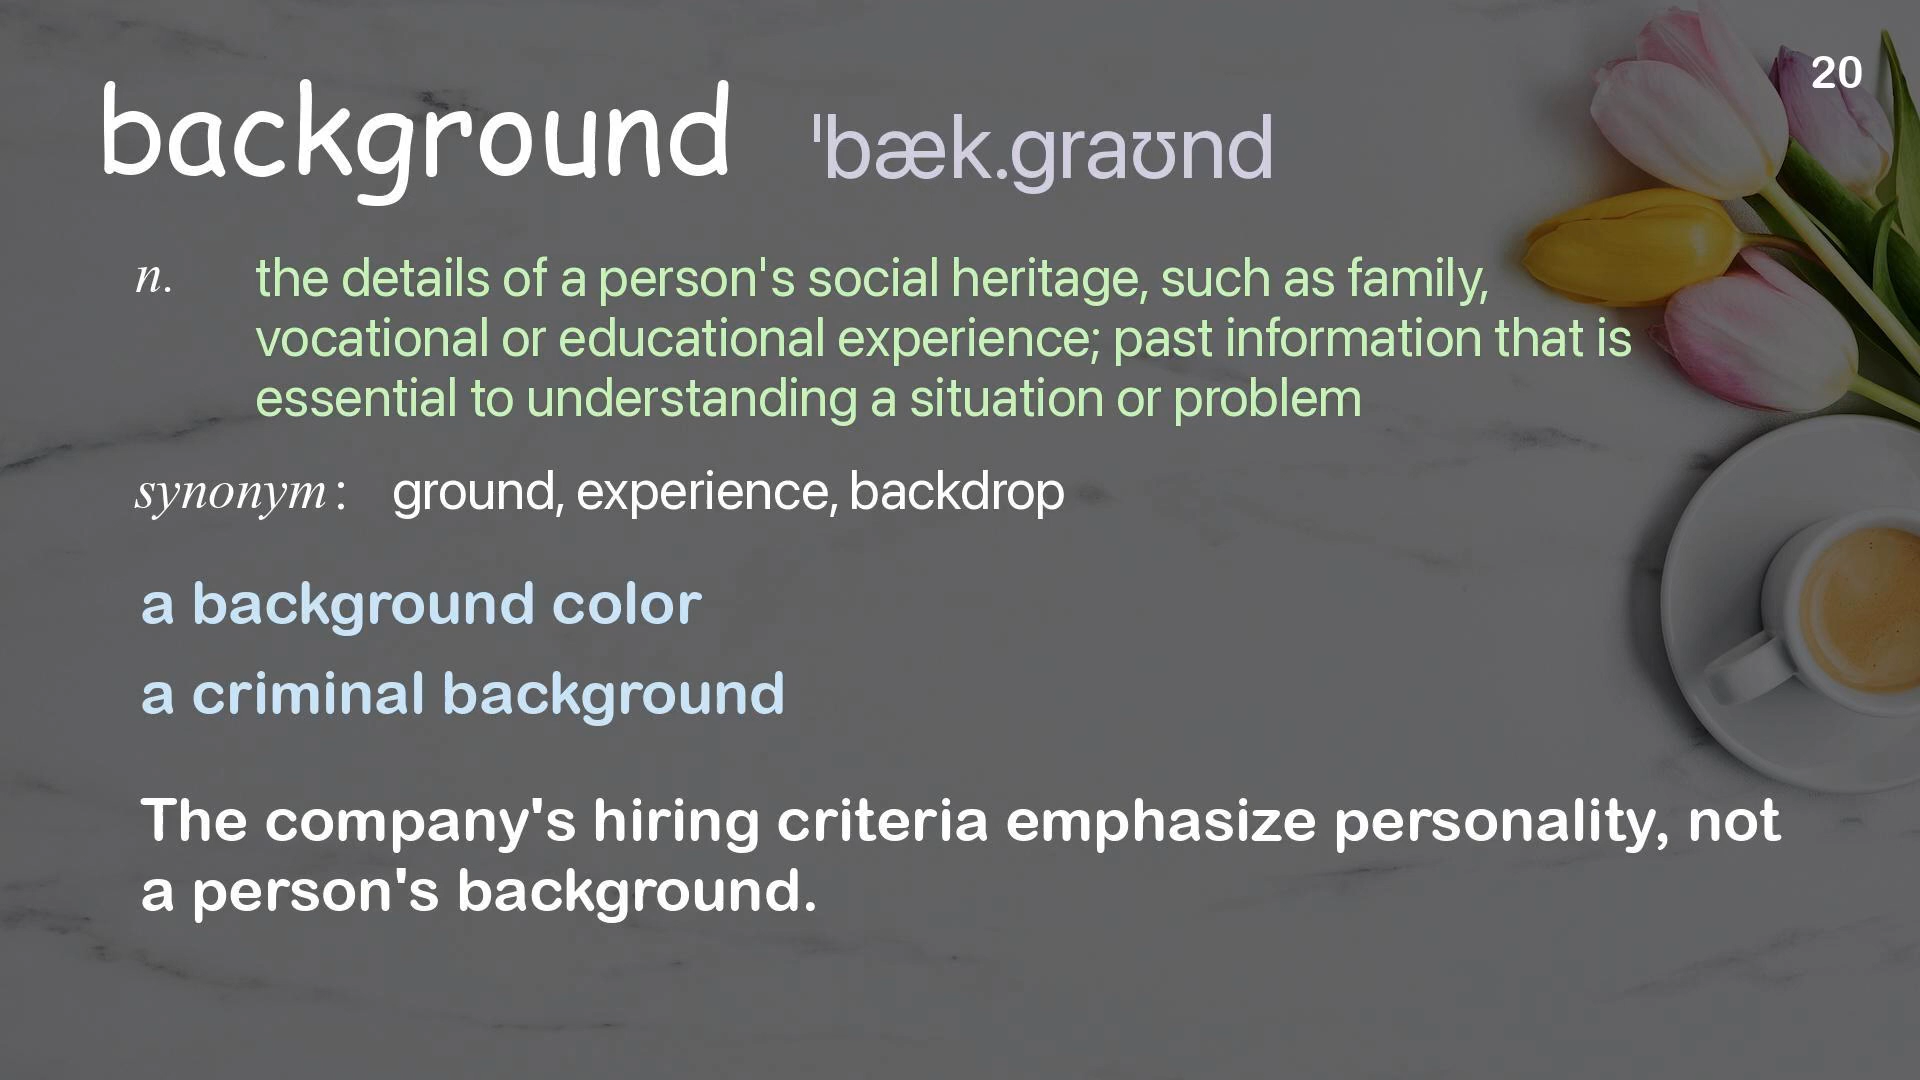 20
background ˈbæk.graʊnd
n. the details of a person's social heritage, such as family,
vocational or educational experience; past information that is
essential to understanding a situation or problem
synonym: ground, experience, backdrop
a background color
a criminal background
The company's hiring criteria emphasize personality, not
a person's background.